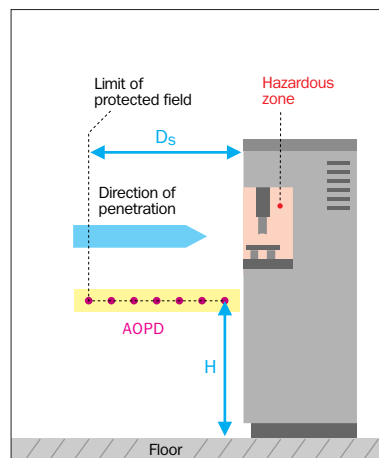 Limit of
protected field
Hazardous
zone
Ds
Direction of
penetration
AOPD
H
Floor